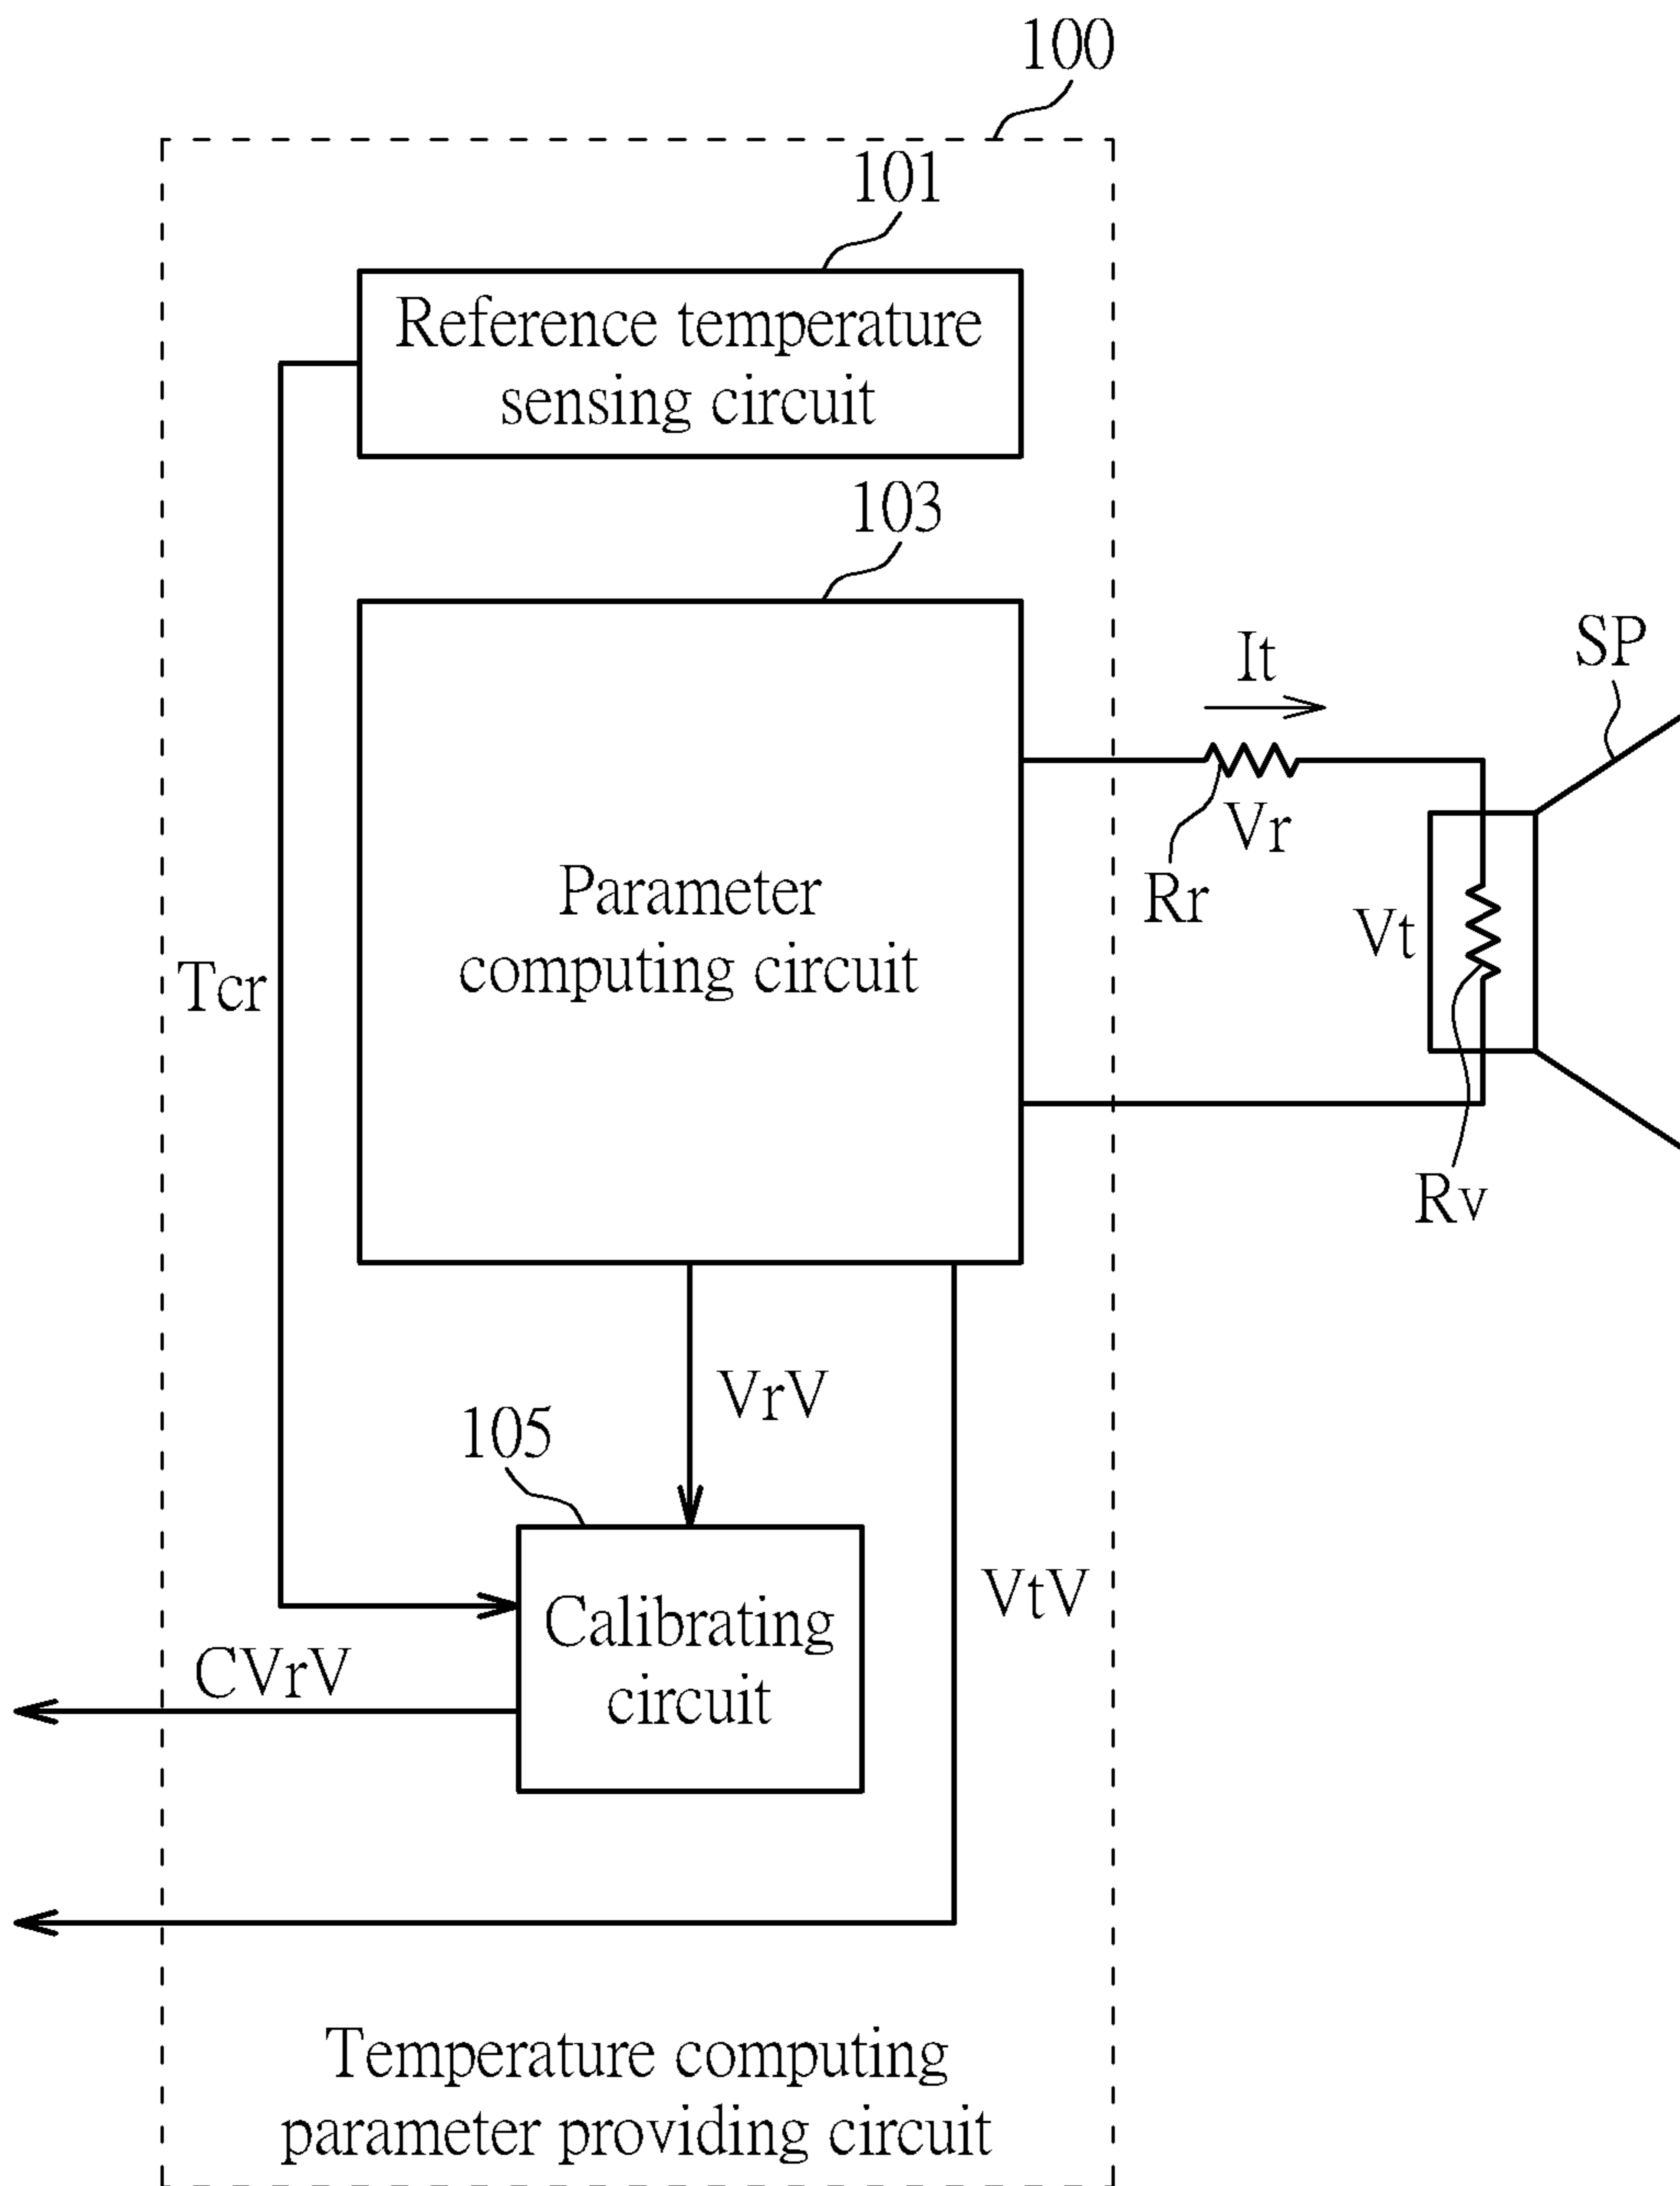 100
101
Reference temperature
sensing circuit
103
It
SP
Vr
Rr
Parameter
computing circuit
Vt
Tcr
Rv
VrV
105
VtV
Calibrating
circuit
CVrV
Temperature computing
parameter providing circuit